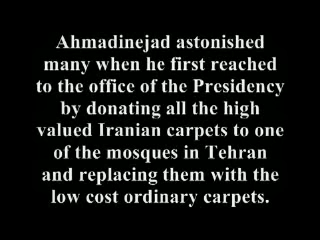 Ahmadinejad astonished
many when he first reached
to the office of the Presidency
by donating all the high
valued Iranian carpets to one
of the mosques in Tehran
and replacing them with the
low cost ordinary carpets.